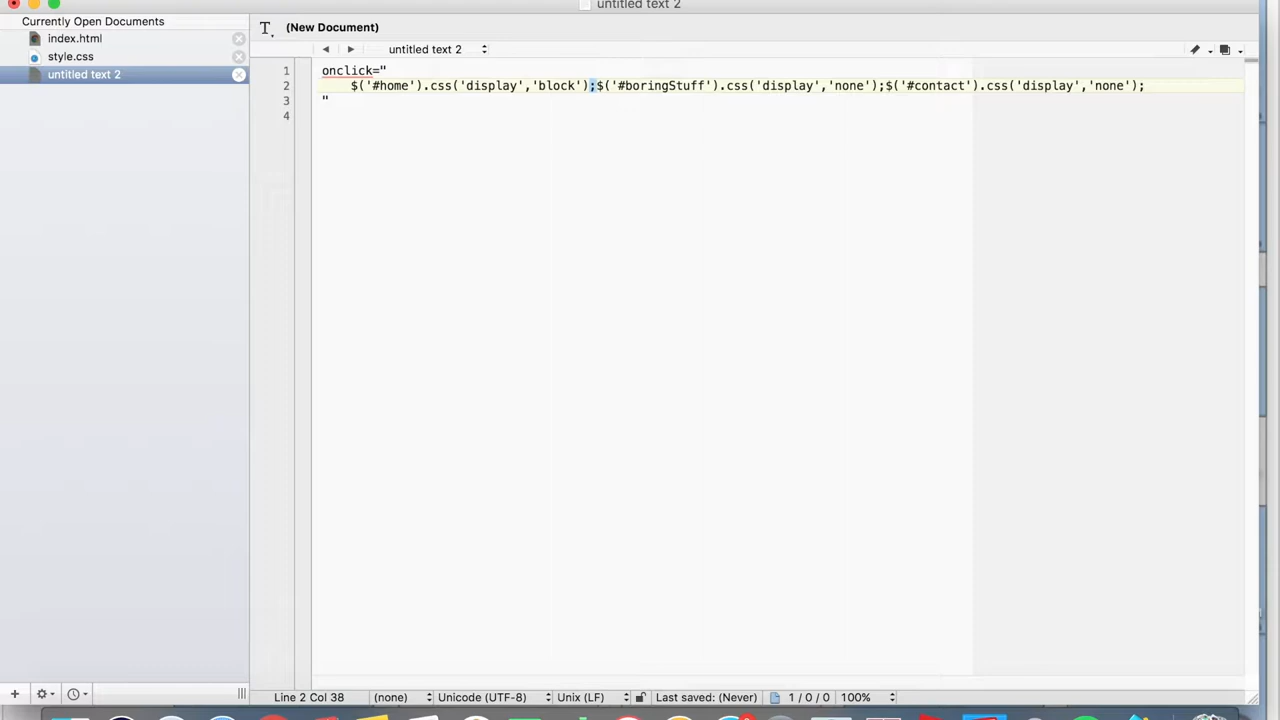 untitled text 2
Currently Open Documents
(New Document)
index.html
untitled text 2
style.css
untitled text 2
1 onclick="
2 $('#home').css('display','block');$('#boringStuff').css('display','none');$('#contact').css('display','none');
3 "
4
Line 2 Col 38 (none) Unicode (UTF-8) Unix (LF) Last saved: (Never) 1 / 0 / 0 100%